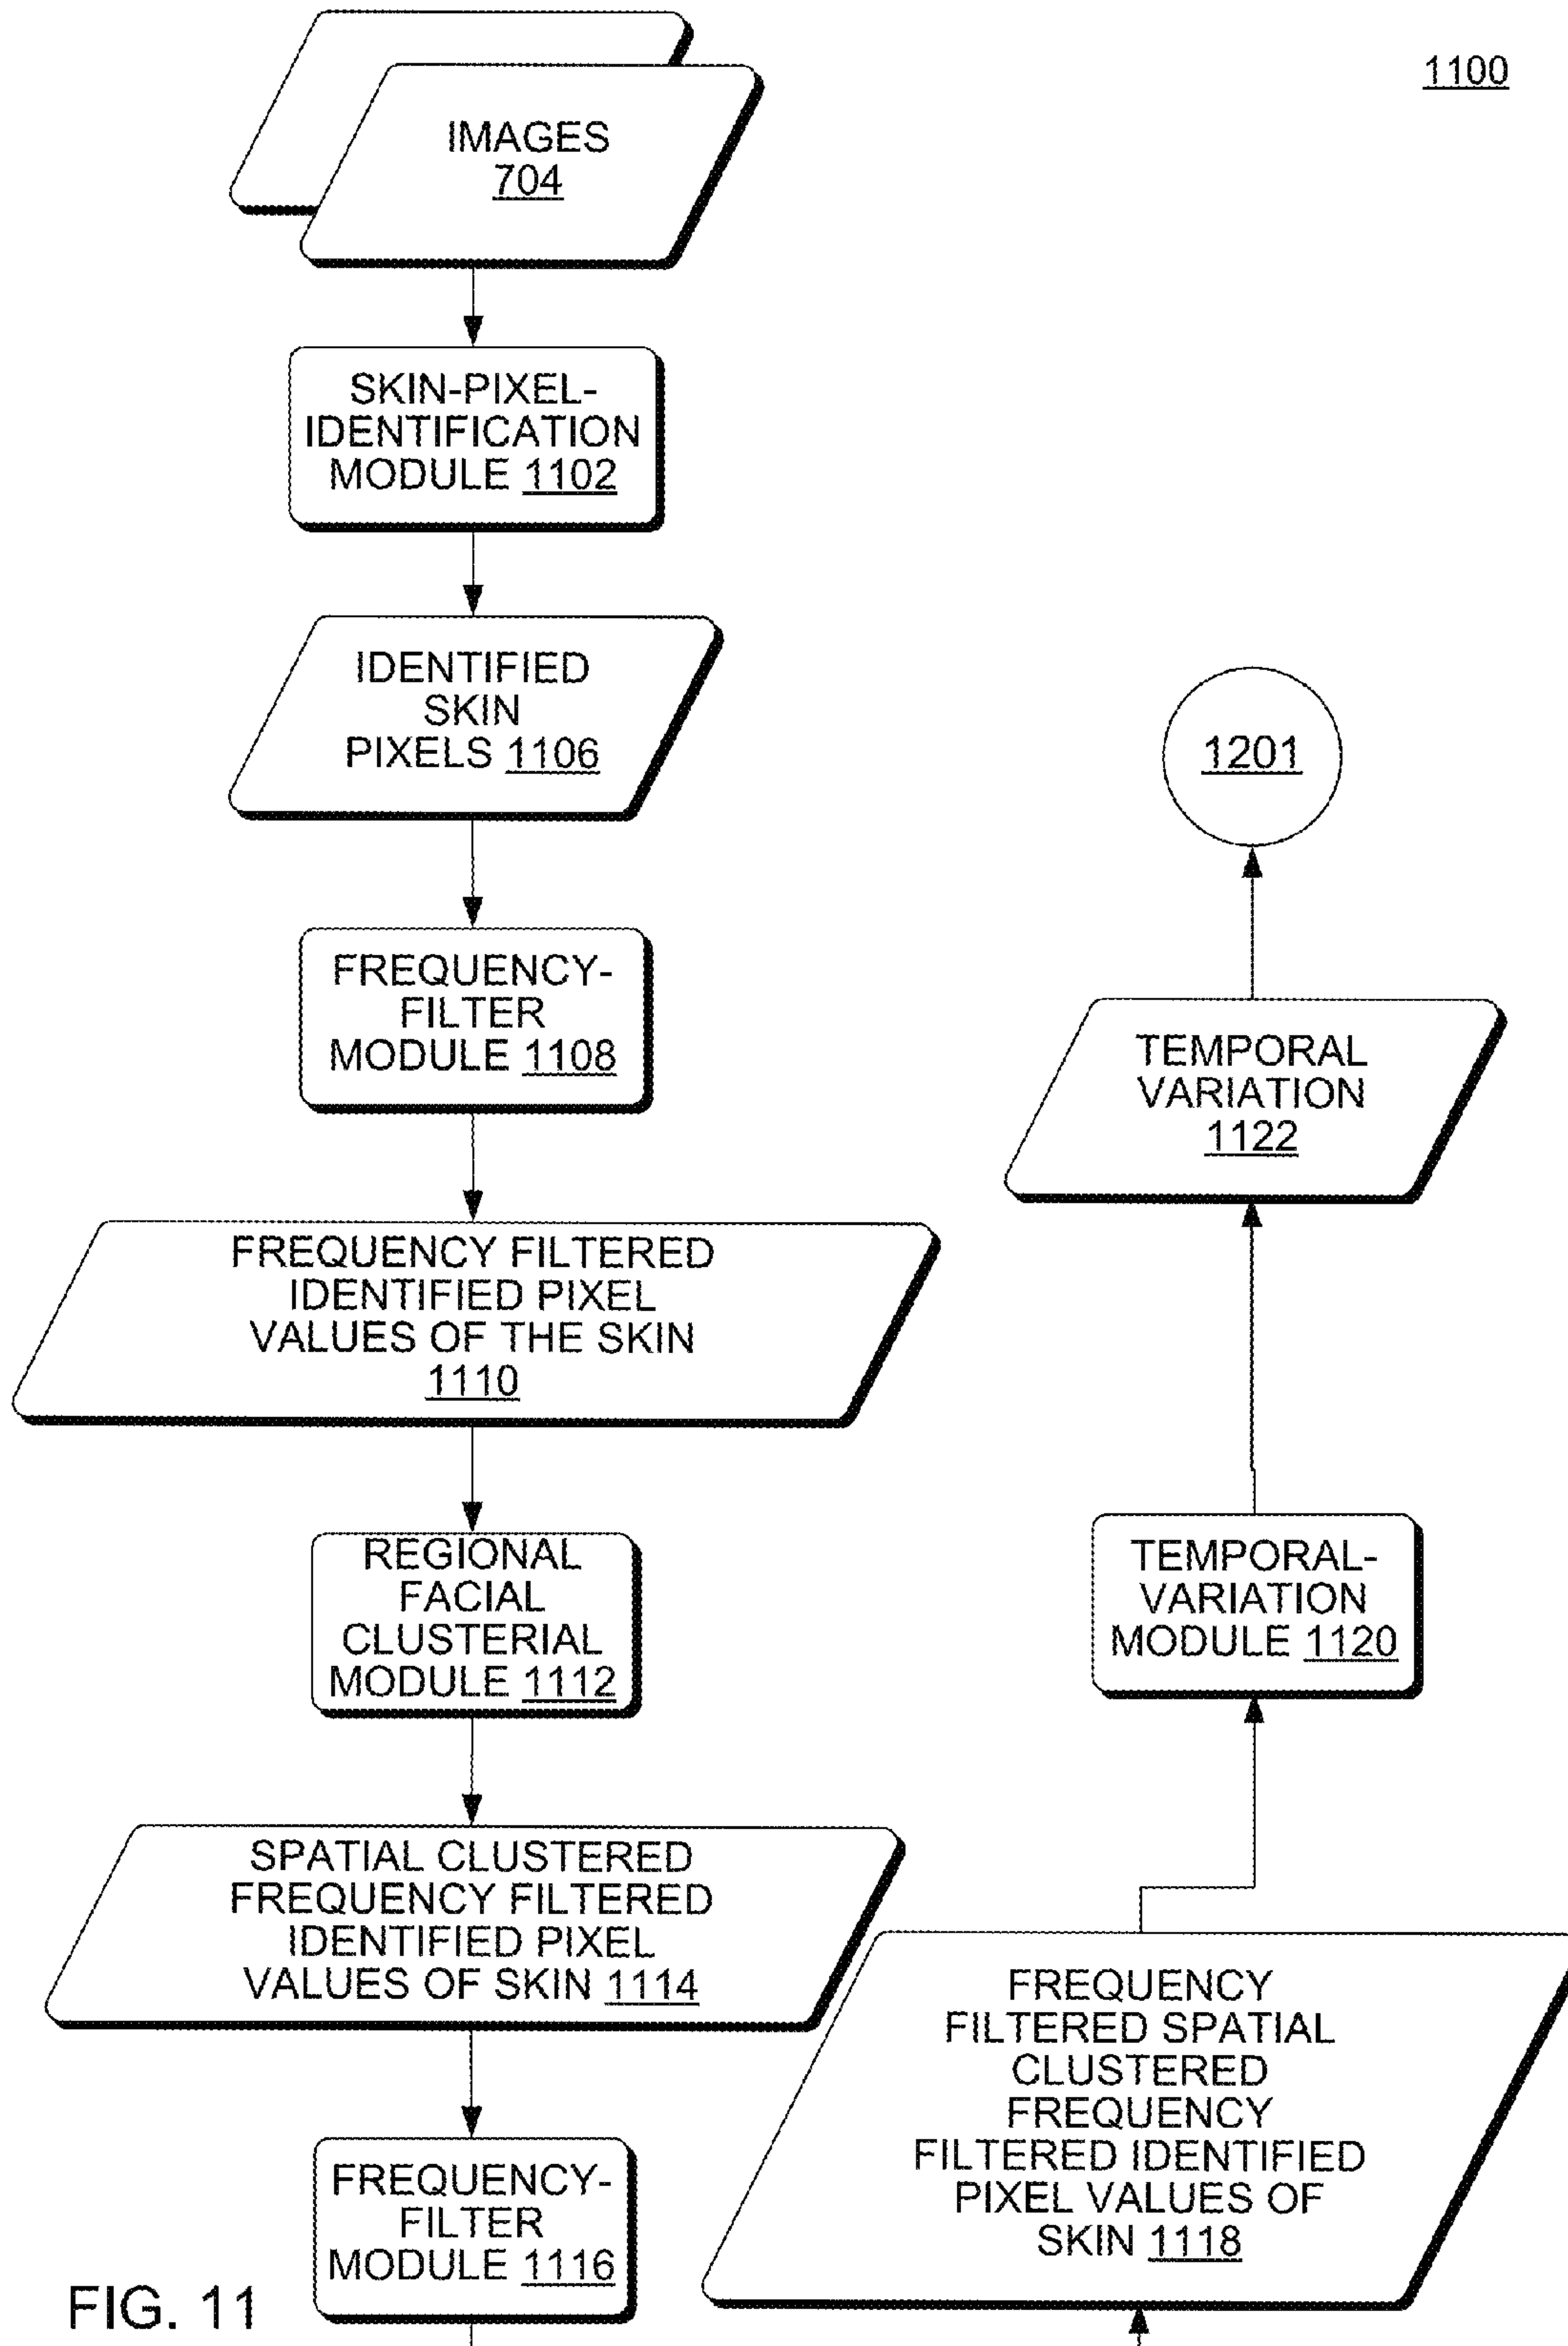 1100
IMAGES
704
SKIN-PIXEL-
IDENTIFICATION
MODULE 1102
IDENTIFIED
SKIN
PIXELS 1106
FREQUENCY-
FILTER
MODULE 1108
FREQUENCY FILTERED
IDENTIFIED PIXEL
VALUES OF THE SKIN
1110
REGIONAL
FACIAL
CLUSTERIAL
MODULE 1112
SPATIAL CLUSTERED
FREQUENCY FILTERED
IDENTIFIED PIXEL
VALUES OF SKIN 1114
FREQUENCY-
FILTER
MODULE 1116
FREQUENCY
FILTERED SPATIAL
CLUSTERED
FREQUENCY
FILTERED IDENTIFIED
PIXEL VALUES OF
SKIN 1118
TEMPORAL-
VARIATION
MODULE 1120
TEMPORAL
VARIATION
1122
1201
FIG. 11